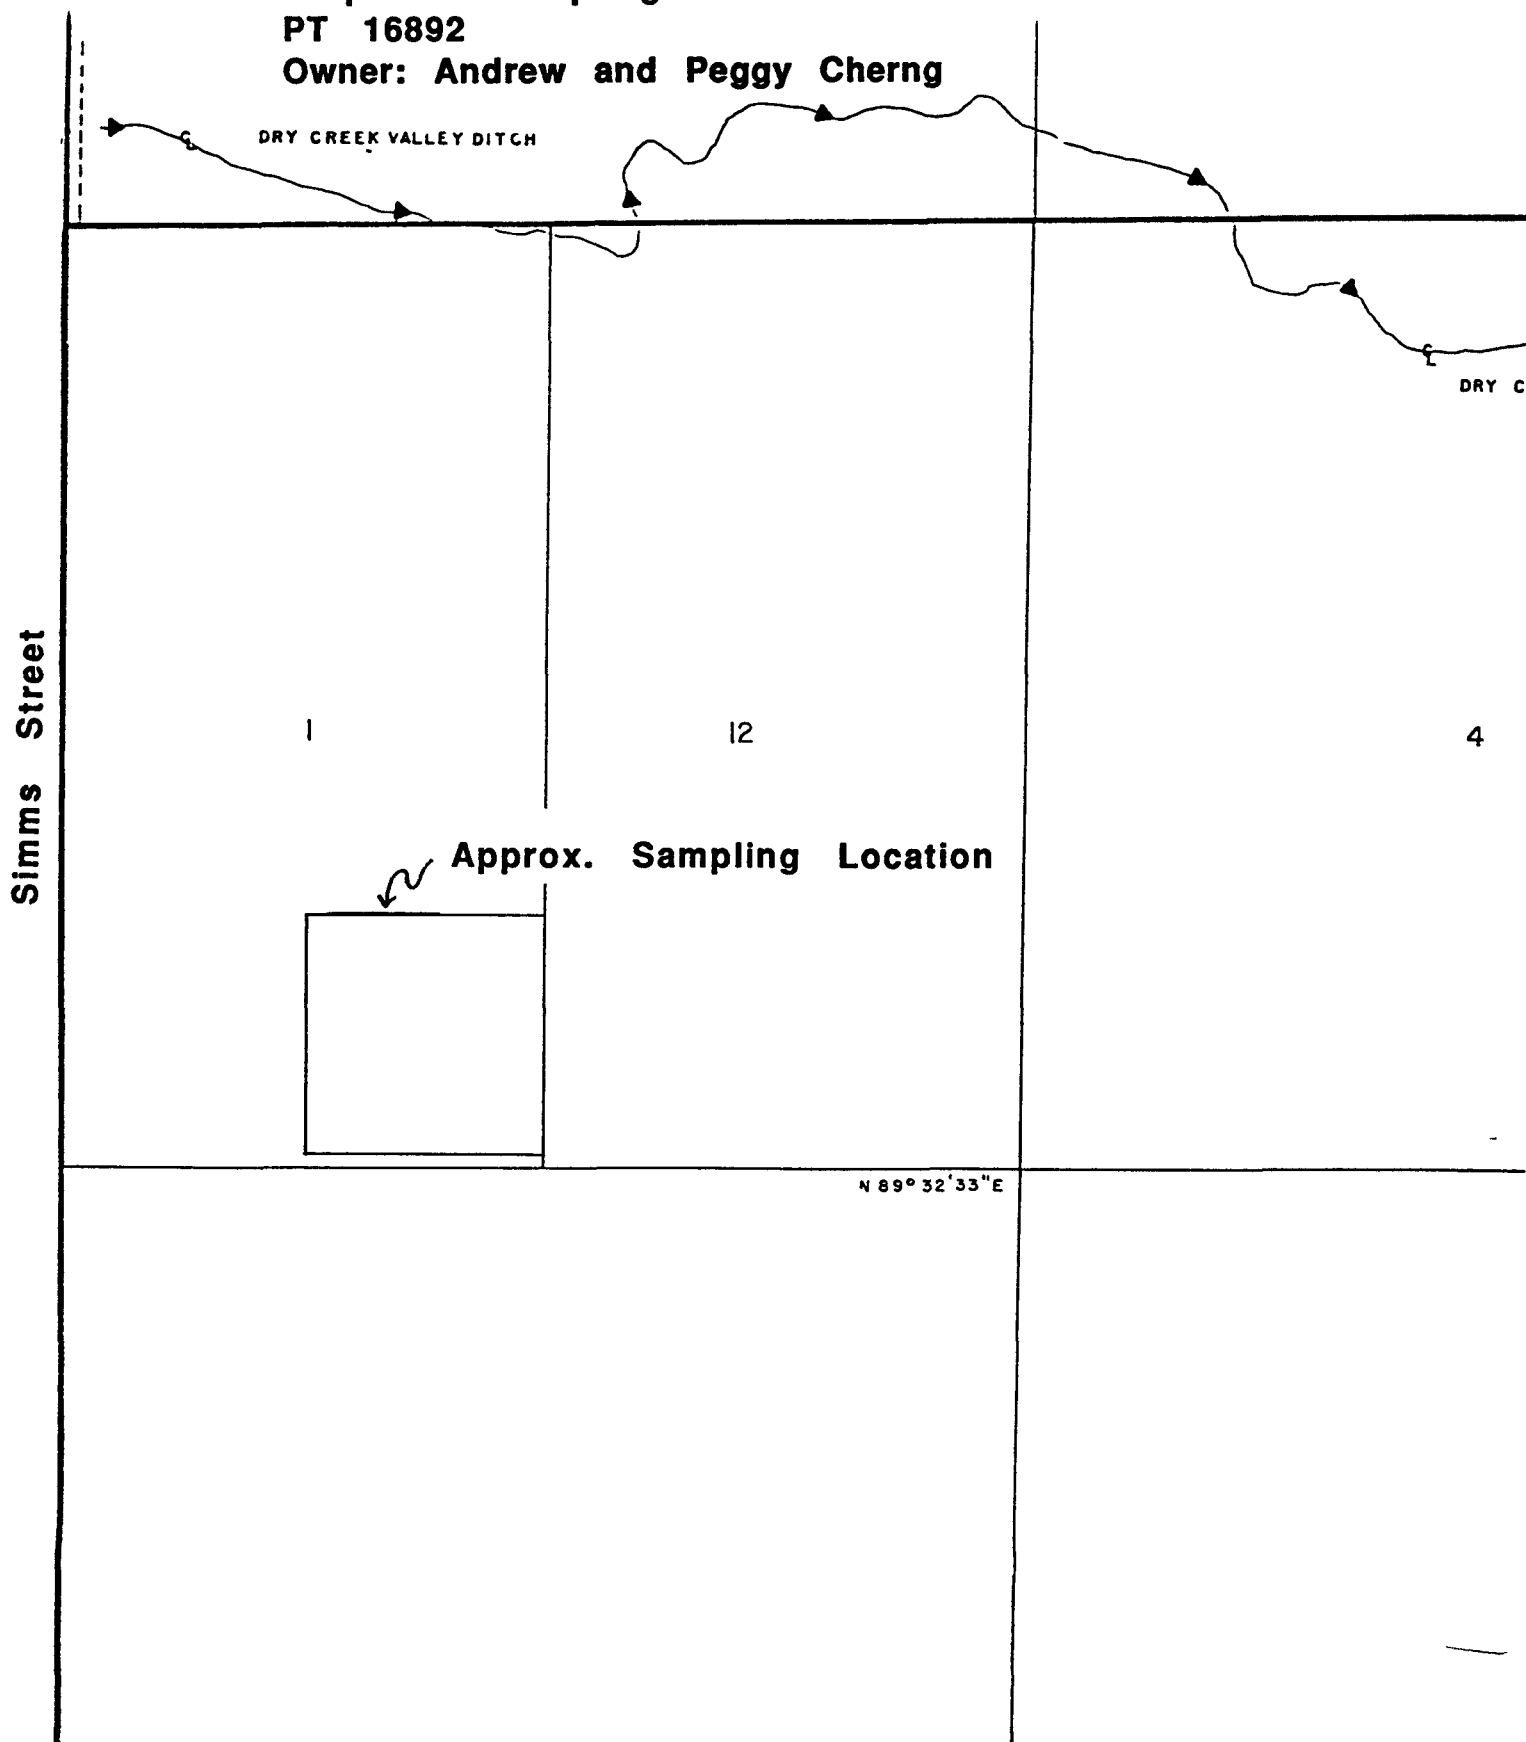 PT 16892
Owner: Andrew and Peggy Cherng
℄ DRY CREEK VALLEY DITCH
℄
DRY C
Simms Street
1 12 4
Approx. Sampling Location
N 89° 32' 33" E